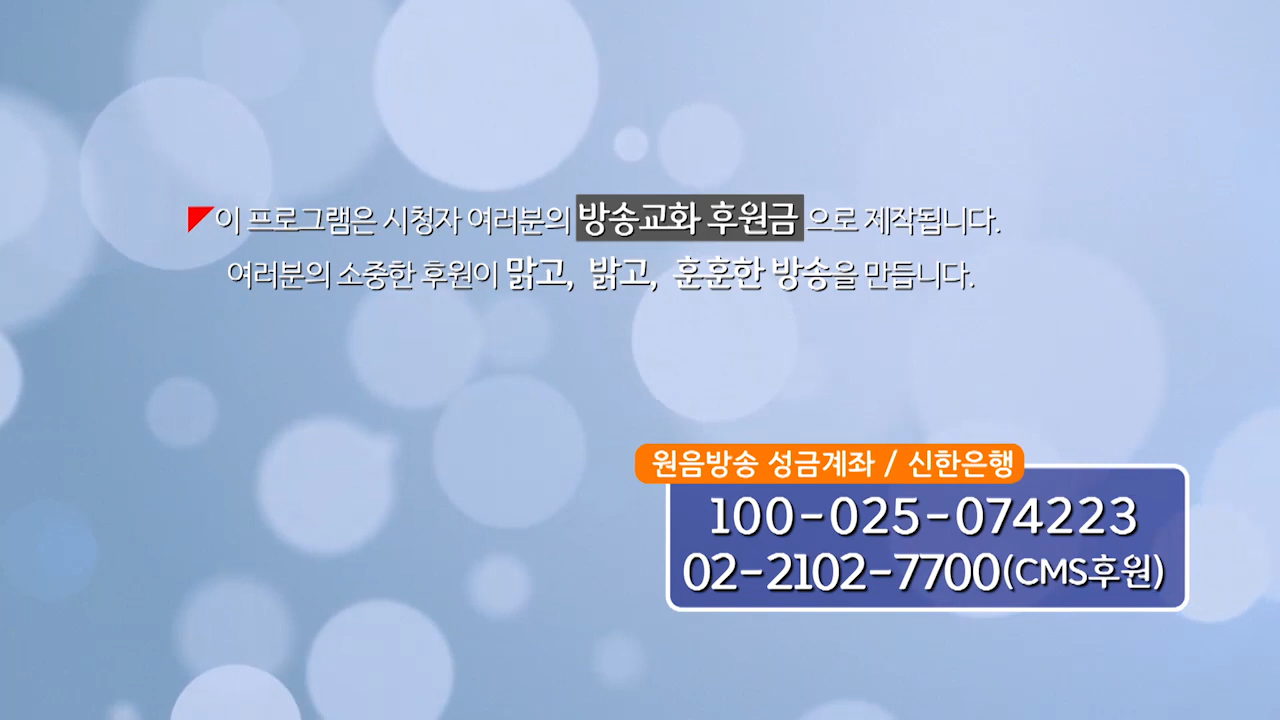 이 프로그램은 시청자 여러분의 방송교화 후원금 으로 제작됩니다.
여러분의 소중한 후원이 맑고, 밝고, 훈훈한 방송을 만듭니다.
원음방송 성금계좌 / 신한은행
100-025-074223
02-2102-7700(CMS후원)